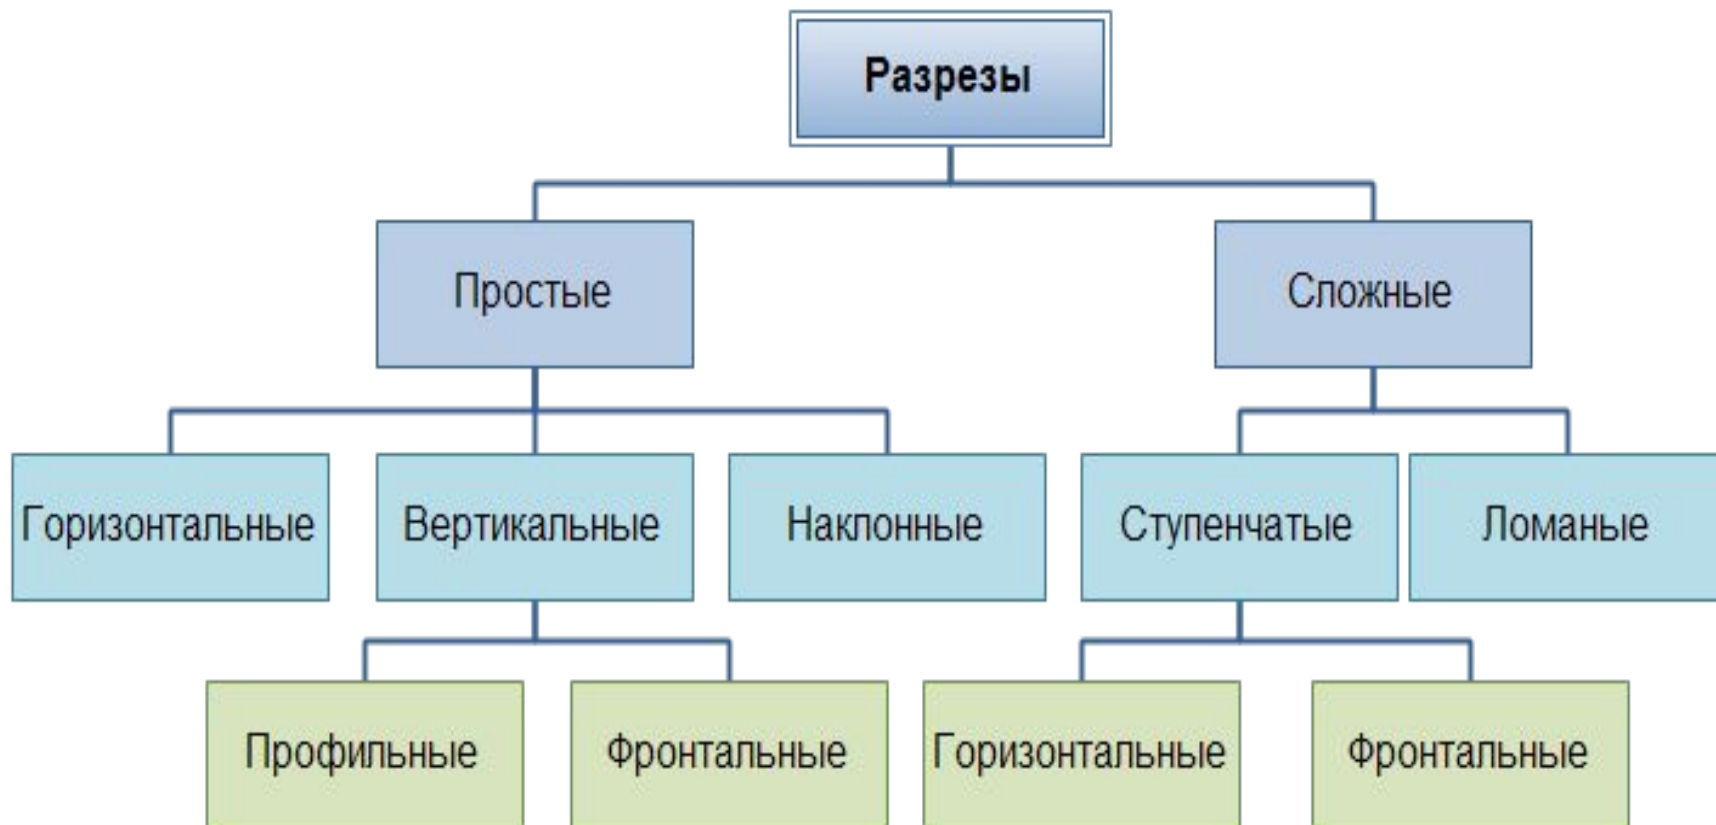 Разрезы
Простые
Сложные
Горизонтальные
Вертикальные
Наклонные
Ступенчатые
Ломаные
Профильные
Фронтальные
Горизонтальные
Фронтальные